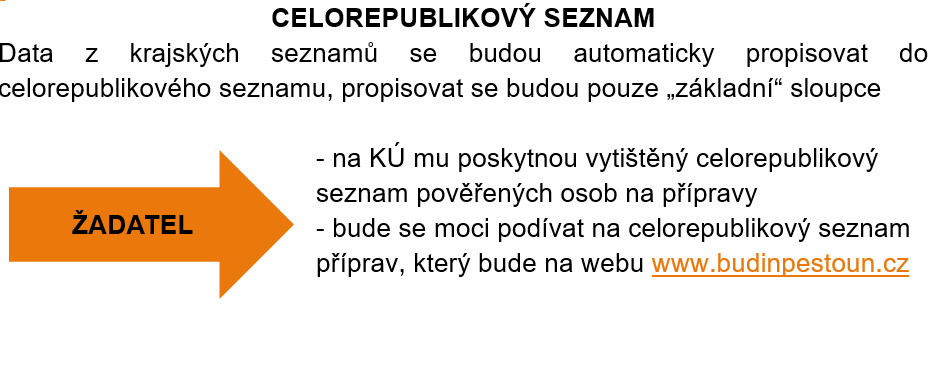 CELOREPUBLIKOVÝ SEZNAM
Data z krajských seznamů se budou automaticky propisovat do
celorepublikového seznamu, propisovat se budou pouze „základní“ sloupce
ŽADATEL
- na KÚ mu poskytnou vytištěný celorepublikový
seznam pověřených osob na přípravy
- bude se moci podívat na celorepublikový seznam
příprav, který bude na webu www.budinpestoun.cz